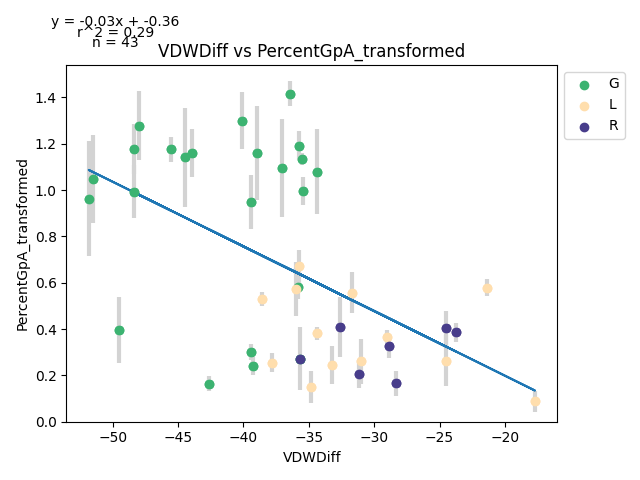 y = -0.03x + -0.36
r^2 = 0.29
n = 43
VDWDiff vs PercentGpA_transformed
G
L
R
PercentGpA_transformed
1.4
1.2
1.0
0.8
0.6
0.4
0.2
0.0
−50
−45
−40
−35
−30
−25
−20
VDWDiff